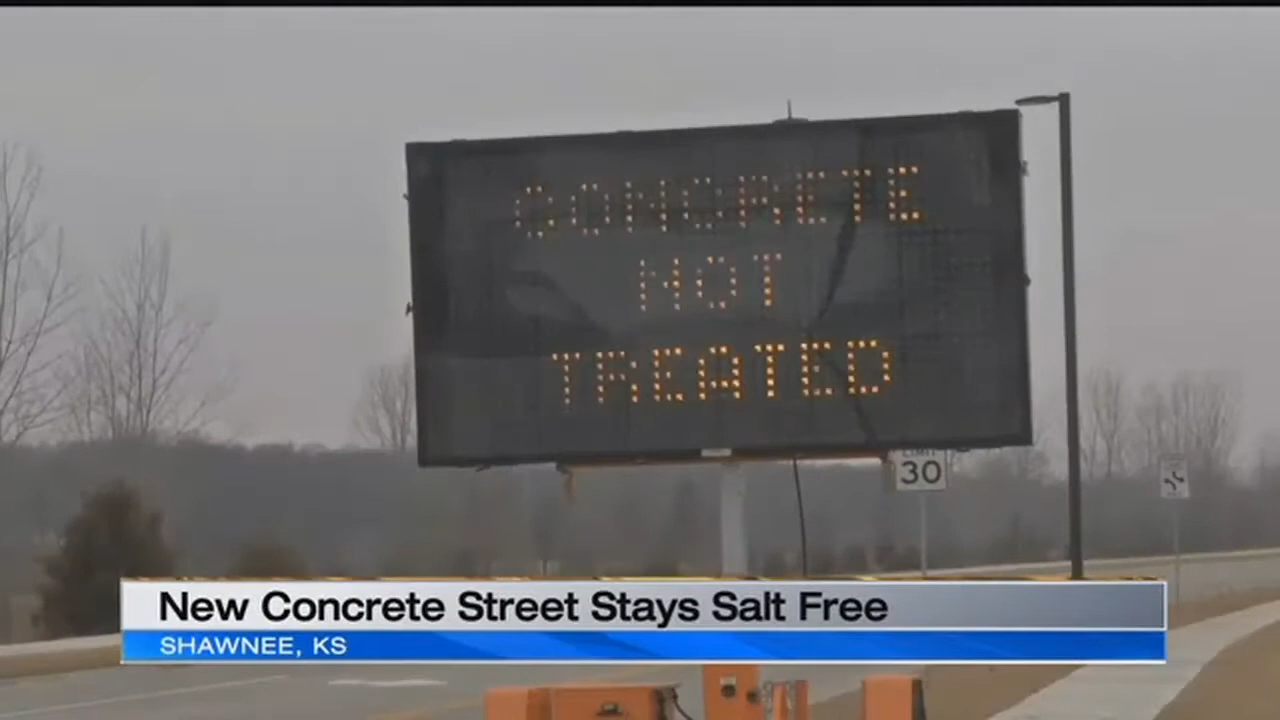 CONCRETE
NOT
TREATED
LIMIT
30
New Concrete Street Stays Salt Free
SHAWNEE, KS